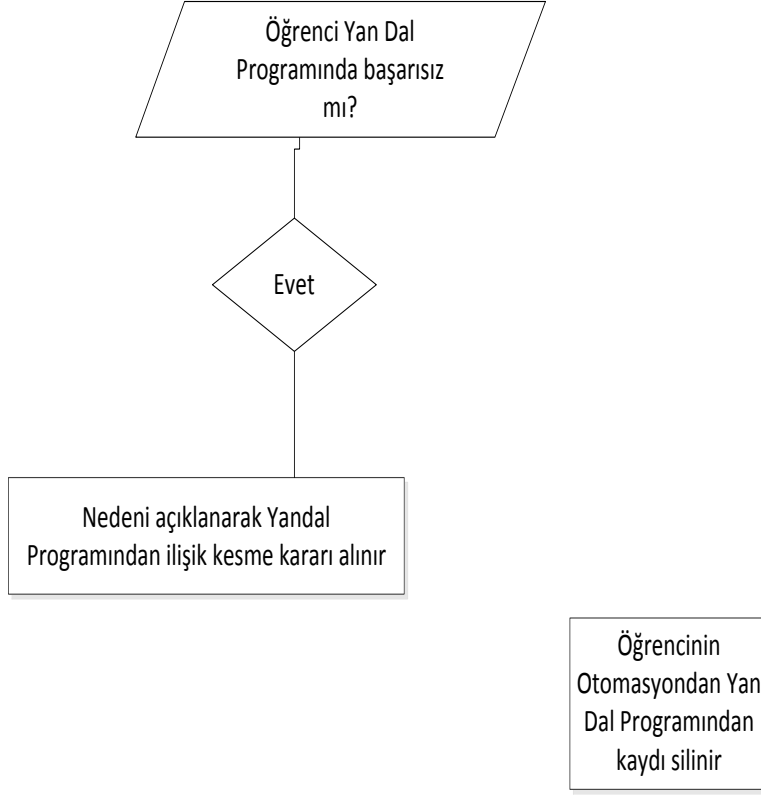 Öğrenci Yan Dal
Programında başarısız
mı?
Evet
Nedeni açıklanarak Yandal
Programından ilişik kesme kararı alınır
Öğrencinin
Otomasyondan Yan
Dal Programından
kaydı silinir